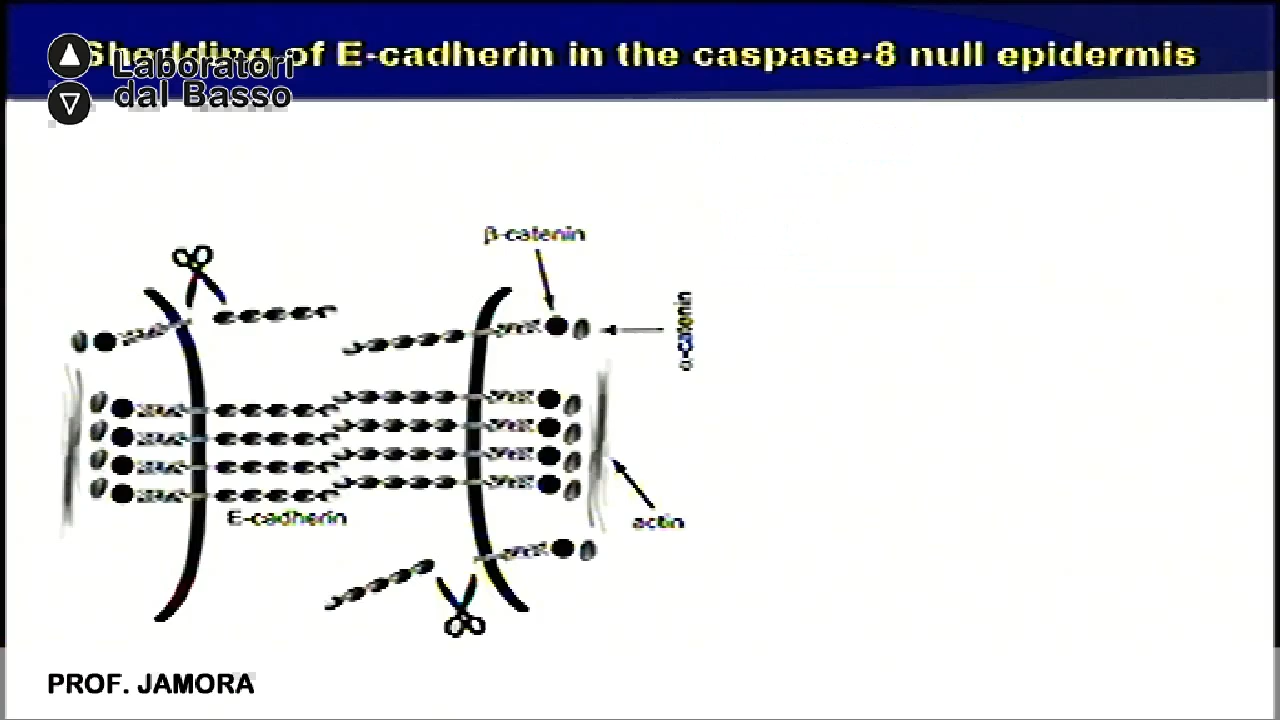 Shedding of E-cadherin in the caspase-8 null epidermis
Laboratori
dal Basso
β-catenin
α-catenin
E-cadherin
actin
PROF. JAMORA